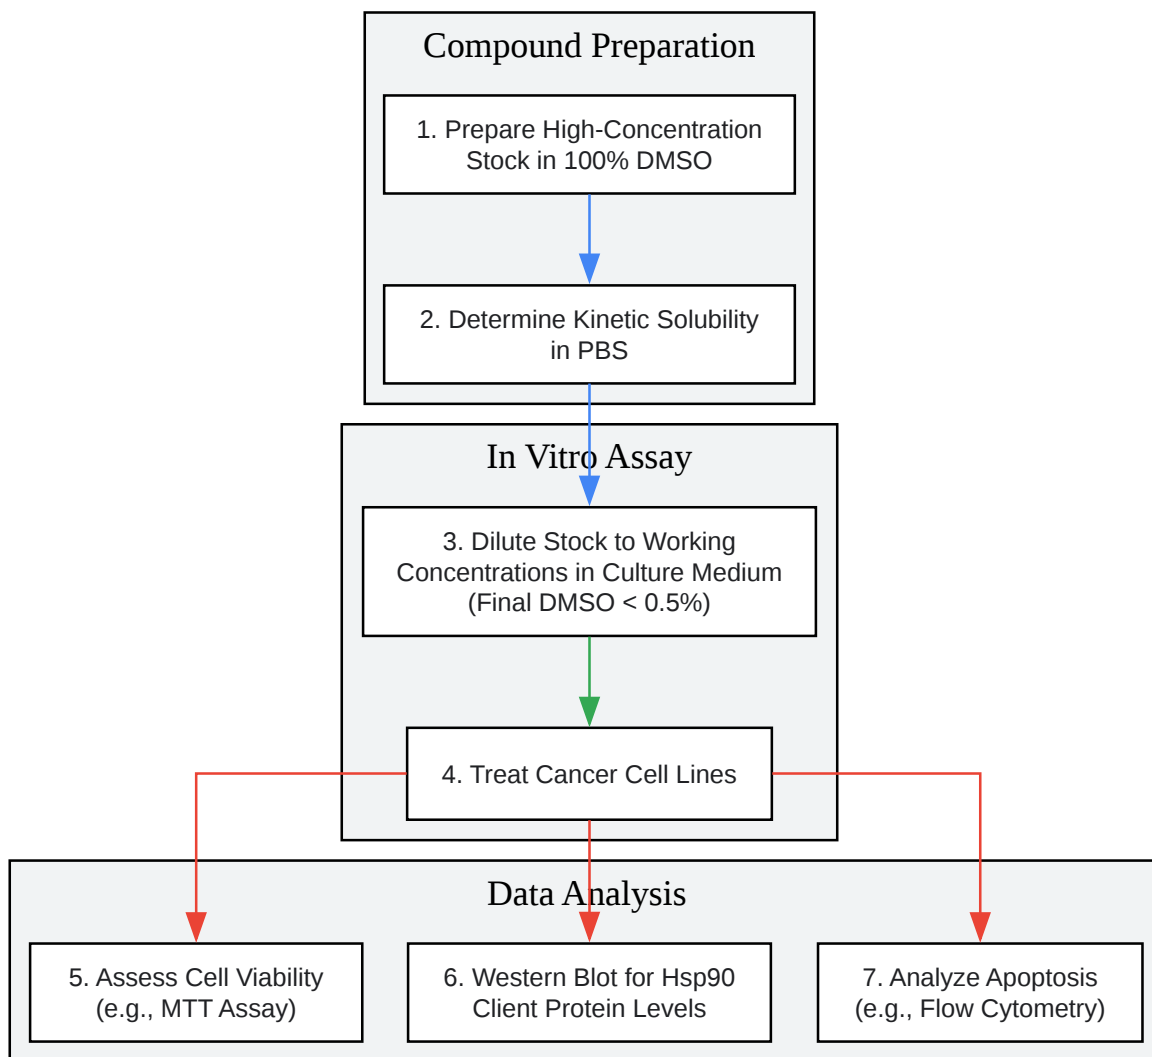 Compound Preparation
1. Prepare High-Concentration
Stock in 100% DMSO
2. Determine Kinetic Solubility
in PBS
In Vitro Assay
3. Dilute Stock to Working
Concentrations in Culture Medium
(Final DMSO < 0.5%)
4. Treat Cancer Cell Lines
Data Analysis
5. Assess Cell Viability
(e.g., MTT Assay)
6. Western Blot for Hsp90
Client Protein Levels
7. Analyze Apoptosis
(e.g., Flow Cytometry)